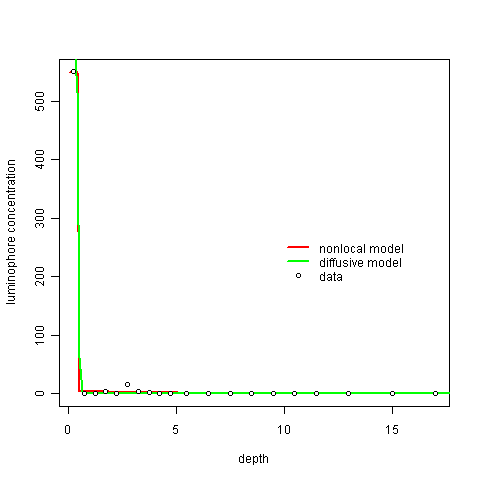 500
400
300
200
100
0
luminophore concentration
nonlocal model
diffusive model
data
0 5 10 15
depth